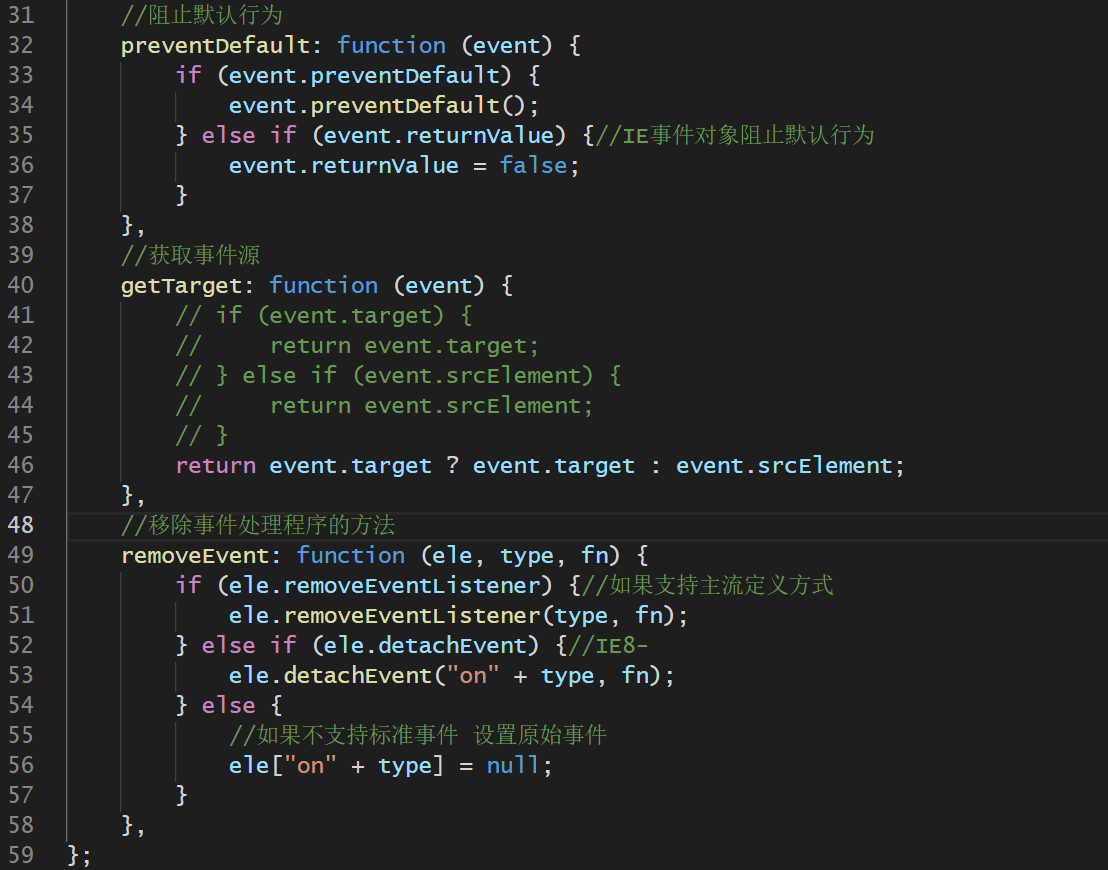 31 //阻止默认行为
32 preventDefault: function (event) {
33 if (event.preventDefault) {
34 event.preventDefault();
35 } else if (event.returnValue) {//IE事件对象阻止默认行为
36 event.returnValue = false;
37 }
38 },
39 //获取事件源
40 getTarget: function (event) {
41 // if (event.target) {
42 //     return event.target;
43 // } else if (event.srcElement) {
44 //     return event.srcElement;
45 // }
46 return event.target ? event.target : event.srcElement;
47 },
48 //移除事件处理程序的方法
49 removeEvent: function (ele, type, fn) {
50 if (ele.removeEventListener) {//如果支持主流定义方式
51 ele.removeEventListener(type, fn);
52 } else if (ele.detachEvent) {//IE8-
53 ele.detachEvent("on" + type, fn);
54 } else {
55 //如果不支持标准事件 设置原始事件
56 ele["on" + type] = null;
57 }
58 },
59 };